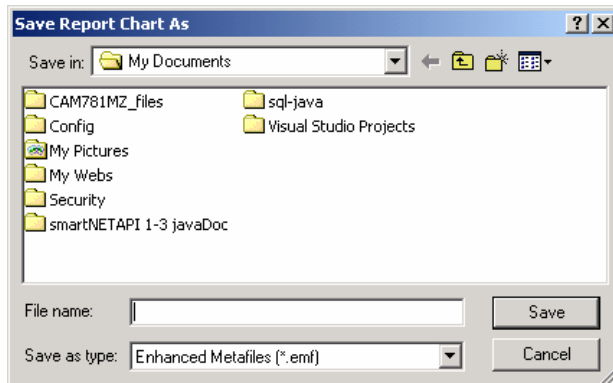 Save Report Chart As
Save in: My Documents
CAM781MZ_files
Config
My Pictures
My Webs
Security
smartNETAPI 1-3 javaDoc
sql-java
Visual Studio Projects
File name:
Save
Save as type: Enhanced Metafiles (*.emf)
Cancel